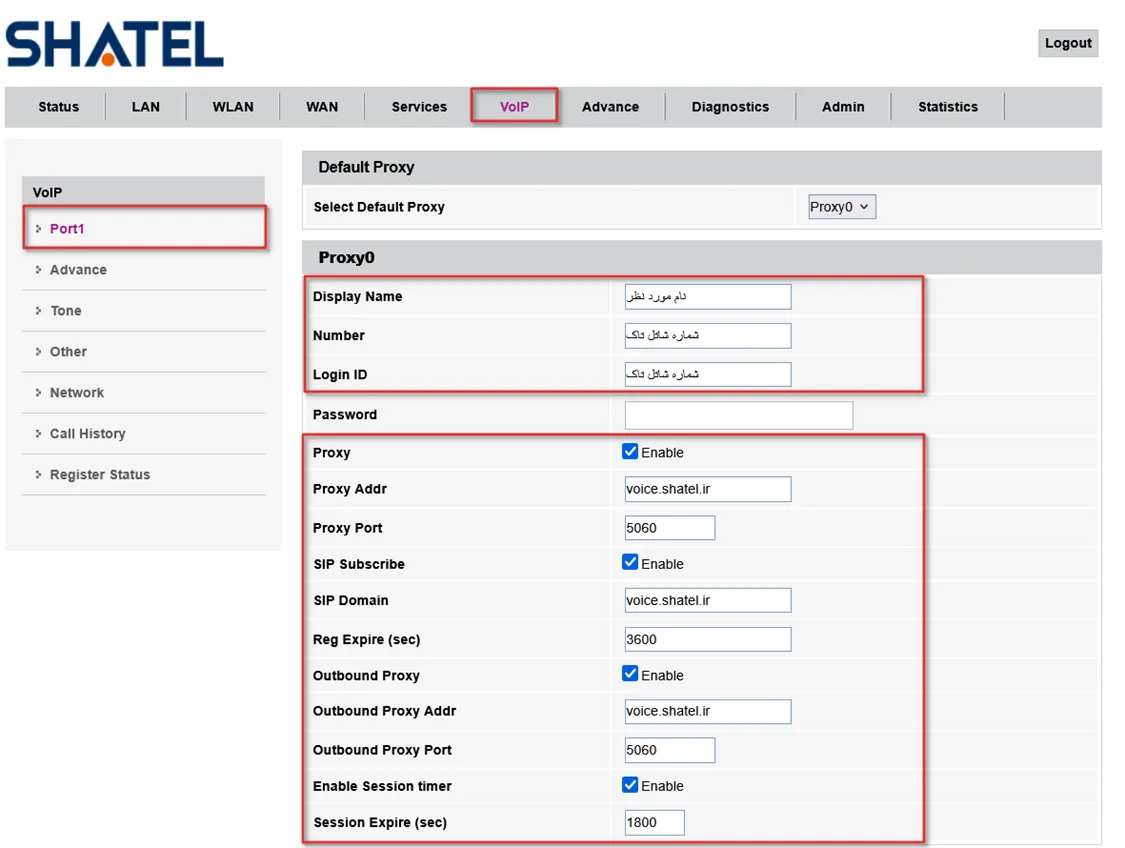 SHATEL
Logout
Status LAN WLAN WAN Services VoIP Advance Diagnostics Admin Statistics
VoIP
Port1
Advance
Tone
Other
Network
Call History
Register Status
Default Proxy
Select Default Proxy Proxy0
Proxy0
Display Name نام مورد نظر
Number شماره شاتل تاک
Login ID شماره شاتل تاک
Password
Proxy Enable
Proxy Addr voice.shatel.ir
Proxy Port 5060
SIP Subscribe Enable
SIP Domain voice.shatel.ir
Reg Expire (sec) 3600
Outbound Proxy Enable
Outbound Proxy Addr voice.shatel.ir
Outbound Proxy Port 5060
Enable Session timer Enable
Session Expire (sec) 1800